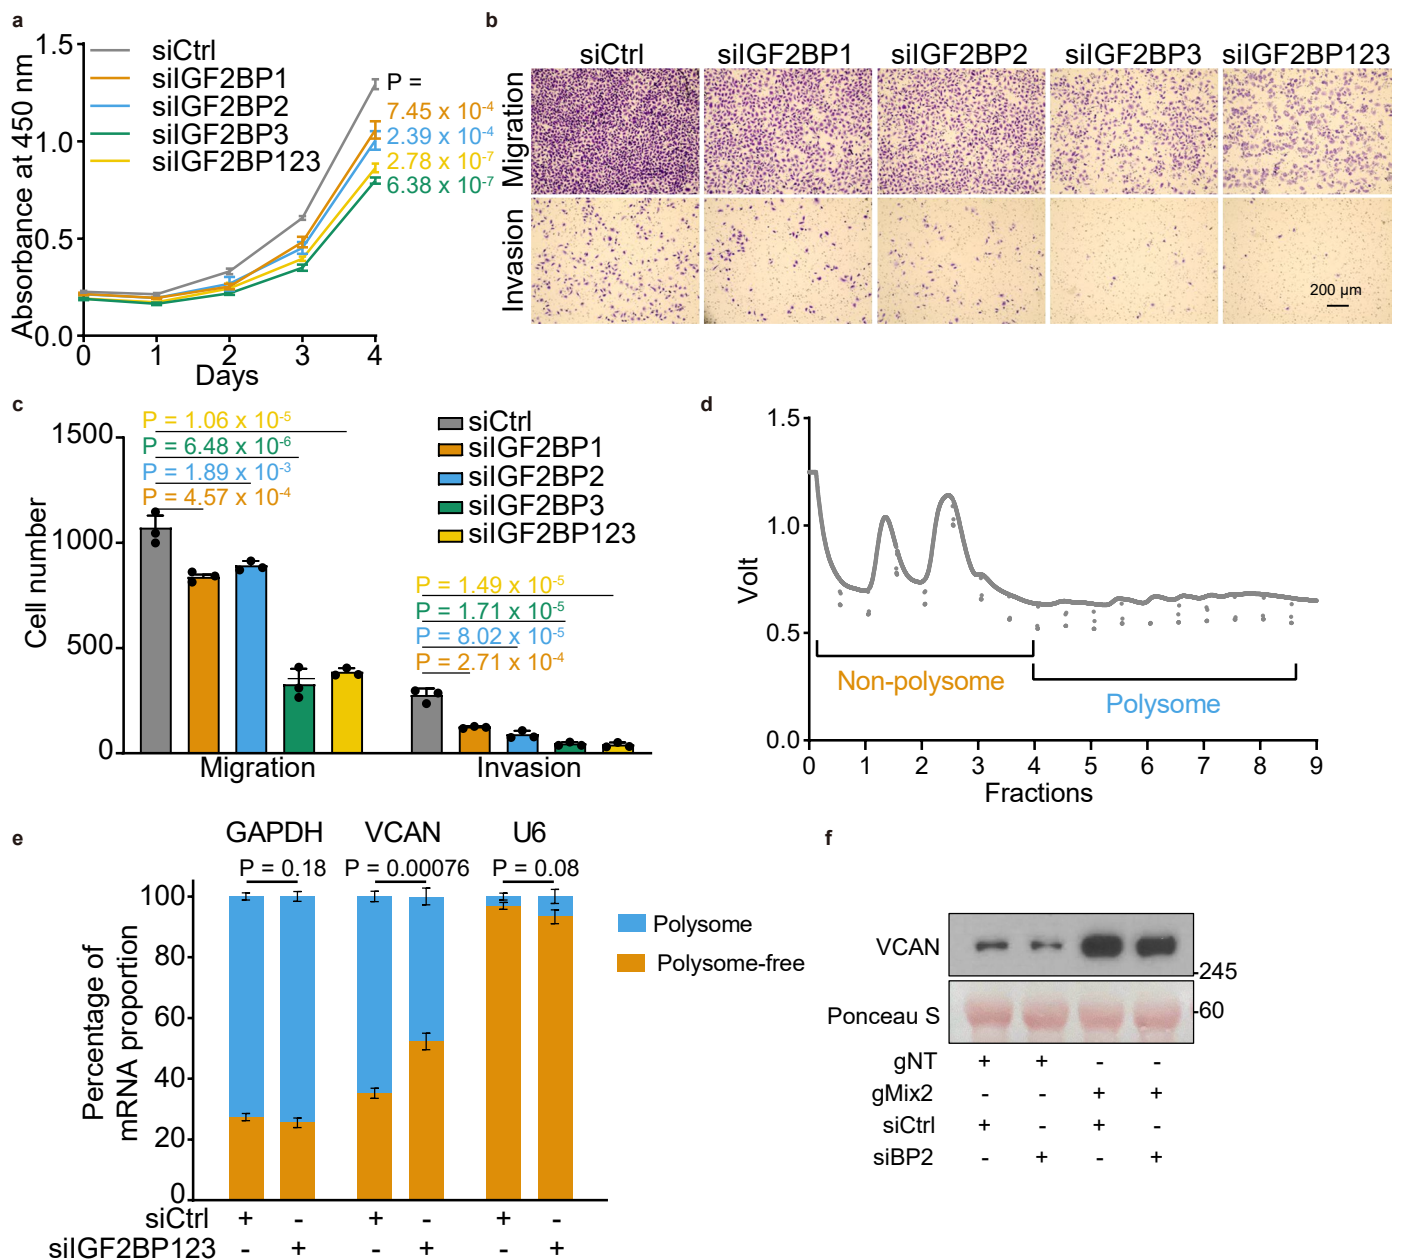 a
siCtrl
siIGF2BP1
siIGF2BP2
siIGF2BP3
siIGF2BP123
P =
7.45 x 10-4
2.39 x 10-4
2.78 x 10-7
6.38 x 10-7
1.5
1.0
0.5
0.0
Absorbance at 450 nm
0 1 2 3 4
Days
b
siCtrl siIGF2BP1 siIGF2BP2 siIGF2BP3 siIGF2BP123
Migration
Invasion
200 µm
c
P = 1.06 x 10-5
P = 6.48 x 10-6
P = 1.89 x 10-3
P = 4.57 x 10-4
siCtrl
siIGF2BP1
siIGF2BP2
siIGF2BP3
siIGF2BP123
P = 1.49 x 10-5
P = 1.71 x 10-5
P = 8.02 x 10-5
P = 2.71 x 10-4
1500
1000
500
0
Cell number
Migration Invasion
d
1.5
1.0
0.5
0.0
Volt
Non-polysome
Polysome
0 1 2 3 4 5 6 7 8 9
Fractions
e
GAPDH VCAN U6
P = 0.18 P = 0.00076 P = 0.08
100
80
60
40
20
0
Percentage of
mRNA proportion
Polysome
Polysome-free
siCtrl + - + - + -
siIGF2BP123 - + - + - +
f
VCAN
-245
Ponceau S
-60
gNT + + - -
gMix2 - - + +
siCtrl + - + -
siBP2 - + - +